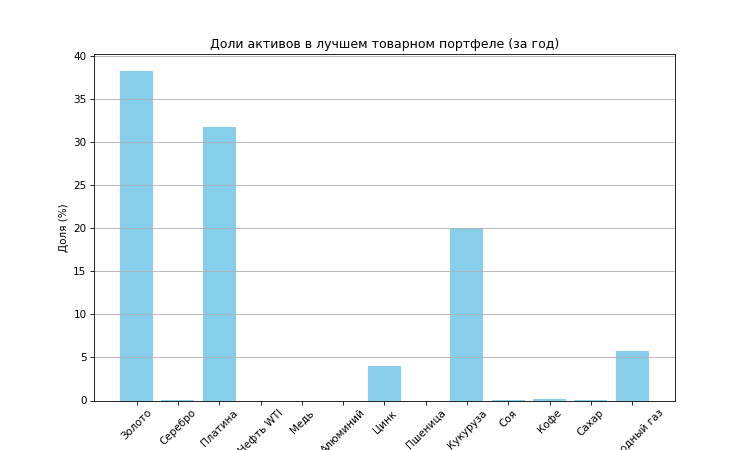 Доли активов в лучшем товарном портфеле (за год)
Доля (%)
40
35
30
25
20
15
10
5
0
Золото
Серебро
Платина
Нефть WTI
Медь
Алюминий
Цинк
Пшеница
Кукуруза
Соя
Кофе
Сахар
газ